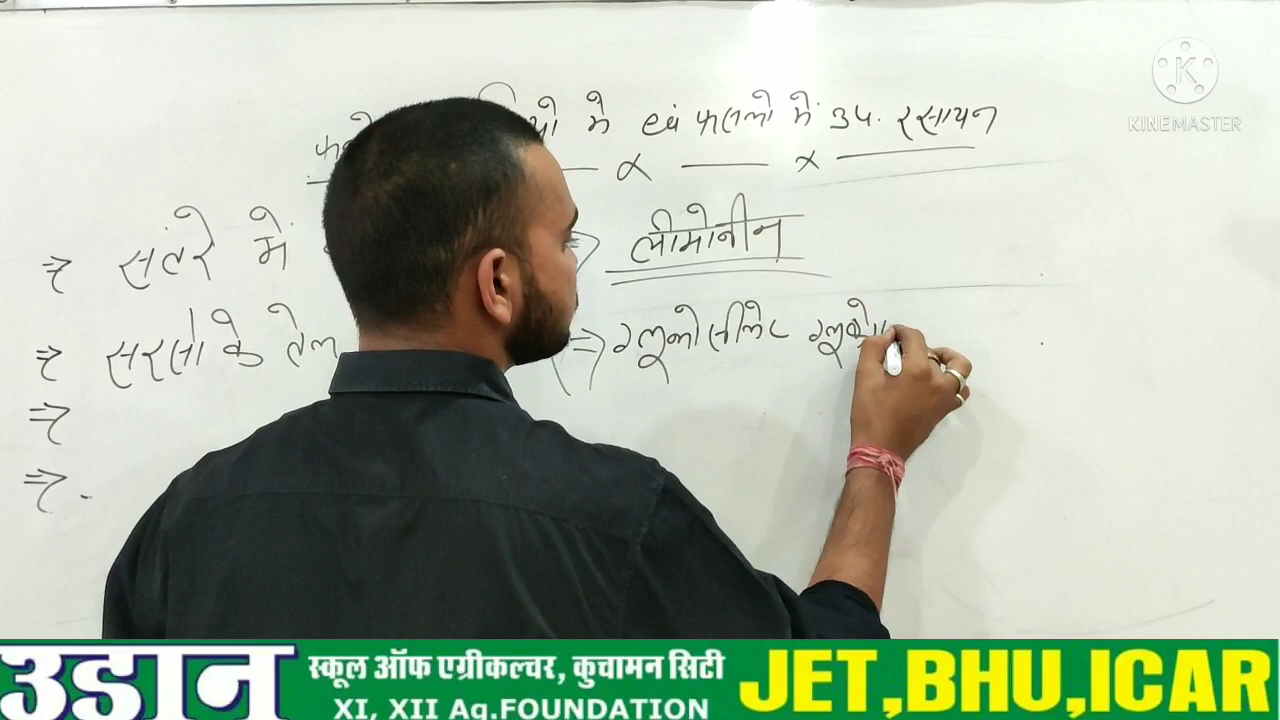 में एवं फसलो में उप. रसायन
KINEMASTER
⇒ संतरे में ⇒ लीमोनीन
⇒ सरसों के तेल ⇒ ग्लूकोसीलेट ग्लूको
⇒
⇒ .
उडान स्कूल ऑफ एग्रीकल्चर, कुचामन सिटी
XI, XII Ag.FOUNDATION
JET,BHU,ICAR